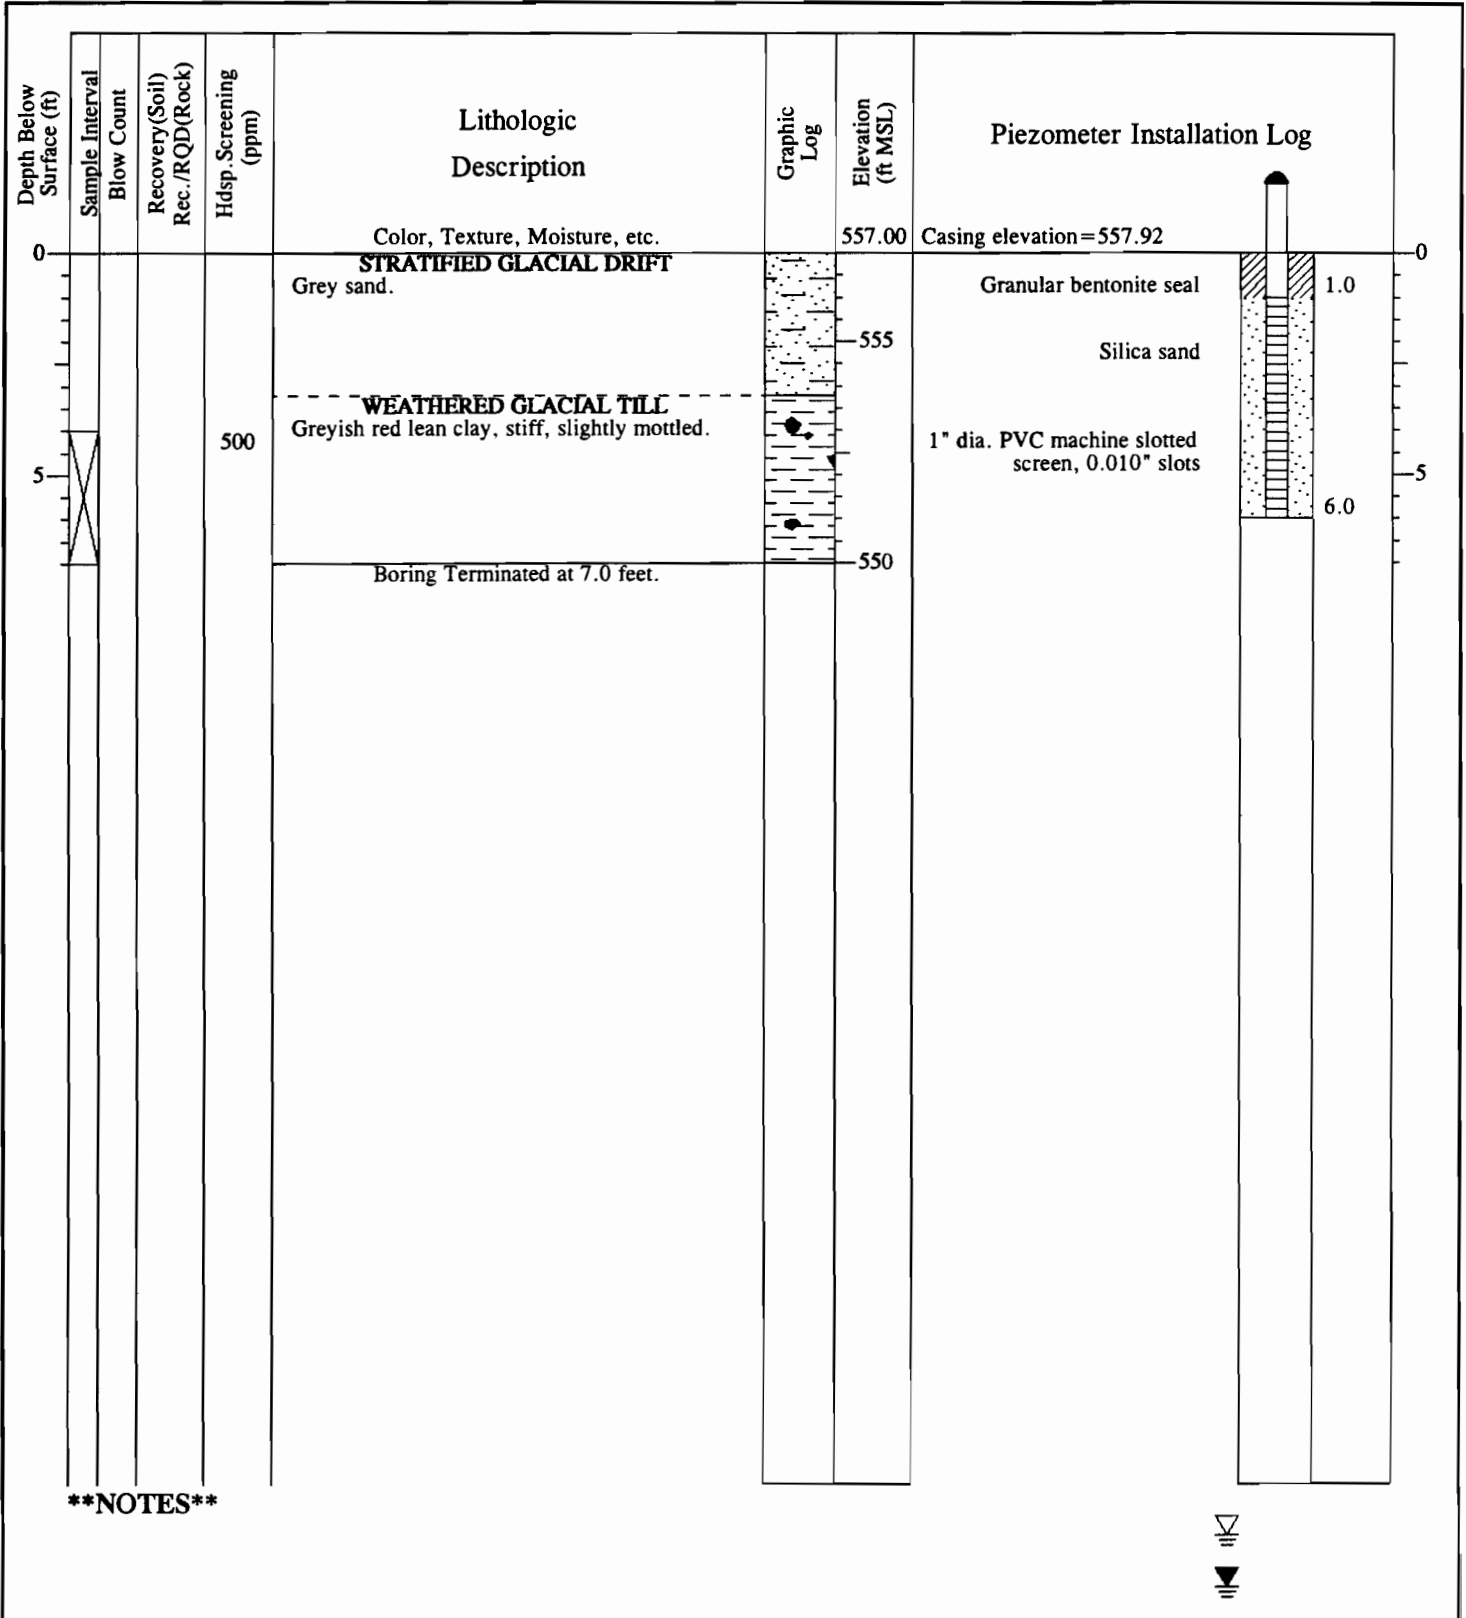 Depth Below
Surface (ft)
Sample Interval
Blow Count
Recovery(Soil)
Rec./RQD(Rock)
Hdsp.Screening
(ppm)
Lithologic
Description
Graphic
Log
Elevation
(ft MSL)
Piezometer Installation Log
Color, Texture, Moisture, etc.
557.00
Casing elevation=557.92
0
0
STRATIFIED GLACIAL DRIFT
Grey sand.
Granular bentonite seal
1.0
555
Silica sand
WEATHERED GLACIAL TILL
Greyish red lean clay, stiff, slightly mottled.
500
1" dia. PVC machine slotted
screen, 0.010" slots
5
5
6.0
550
Boring Terminated at 7.0 feet.
**NOTES**